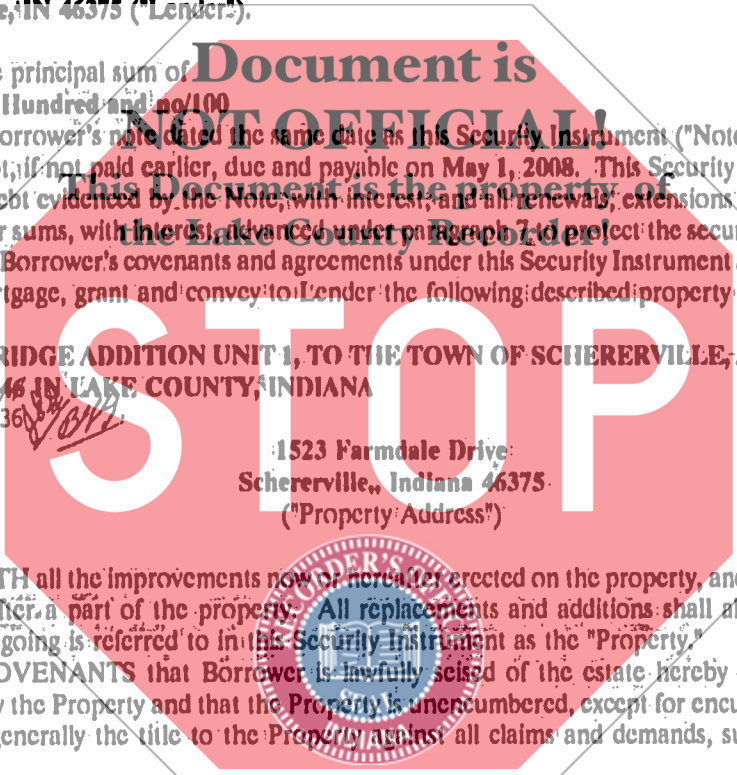 e, IN 46375 ("Lender").
e principal sum of
Document is
Hundred and no/100
NOT OFFICIAL!
orrower's note dated the same date as this Security Instrument ("Note
t, if not paid earlier, due and payable on May 1, 2008. This Security
This Document is the property of
ebt evidenced by the Note, with interest, and all renewals, extensions
the Lake County Recorder!
r sums, with interest, advanced under paragraph 7 to protect the secu
Borrower's covenants and agreements under this Security Instrument
tgage, grant and convey to Lender the following described property
STOP
RIDGE ADDITION UNIT 1, TO THE TOWN OF SCHERERVILLE,
46 IN LAKE COUNTY, INDIANA
36
1523 Farmdale Drive
Schererville,, Indiana 46375
("Property Address")
TH all the improvements now or hereafter erected on the property, and
fter a part of the property. All replacements and additions shall al
going is referred to in this Security Instrument as the "Property."
OVENANTS that Borrower is lawfully seised of the estate hereby
y the Property and that the Property is unencumbered, except for encu
generally the title to the Property against all claims and demands, su
SEAL